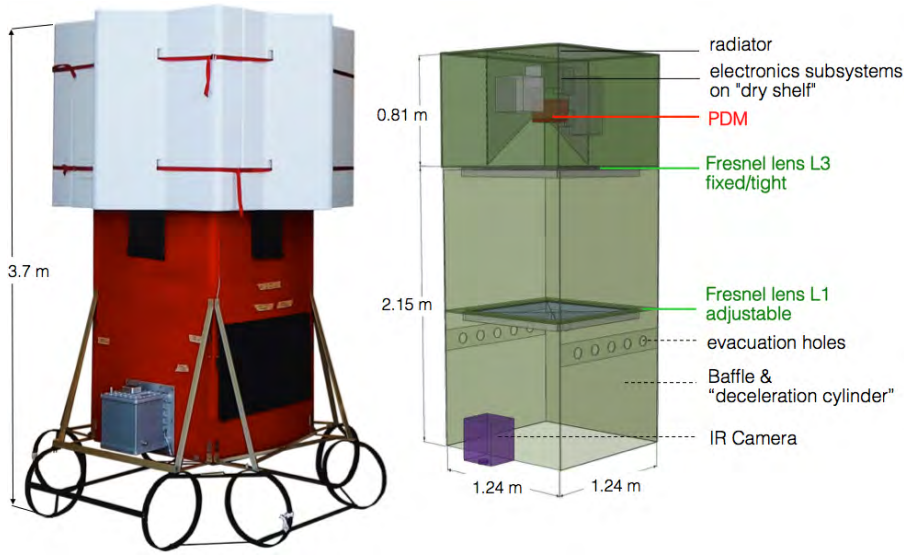 3.7 m
0.81 m
2.15 m
1.24 m
1.24 m
radiator
electronics subsystems
on "dry shelf"
PDM
Fresnel lens L3
fixed/tight
Fresnel lens L1
adjustable
evacuation holes
Baffle &
“deceleration cylinder”
IR Camera